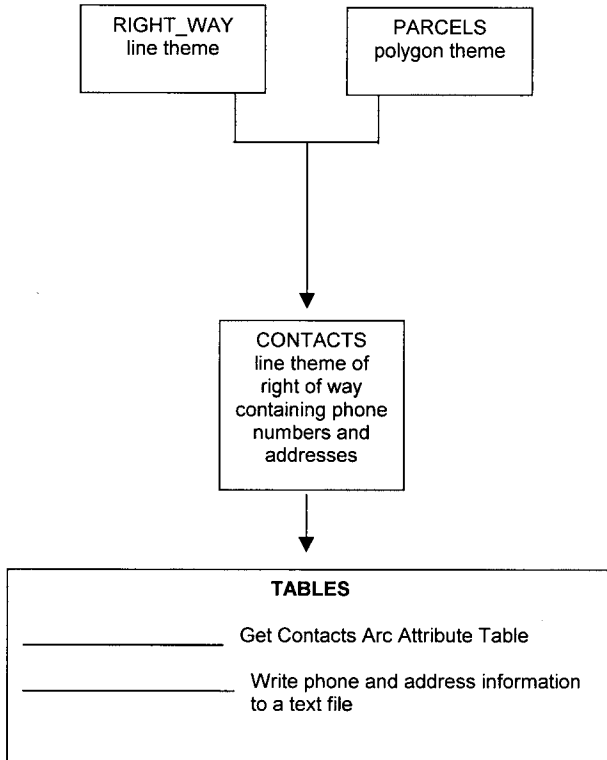 RIGHT_WAY
line theme
PARCELS
polygon theme
CONTACTS
line theme of
right of way
containing phone
numbers and
addresses
TABLES
Get Contacts Arc Attribute Table
Write phone and address information
to a text file